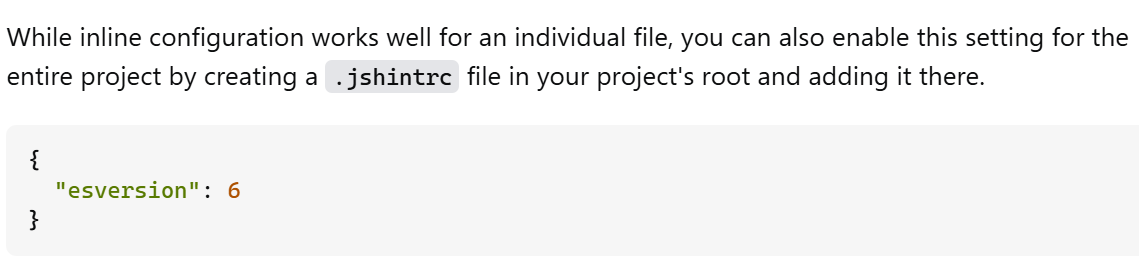 While inline configuration works well for an individual file, you can also enable this setting for the
entire project by creating a .jshintrc file in your project's root and adding it there.
{
  "esversion": 6
}